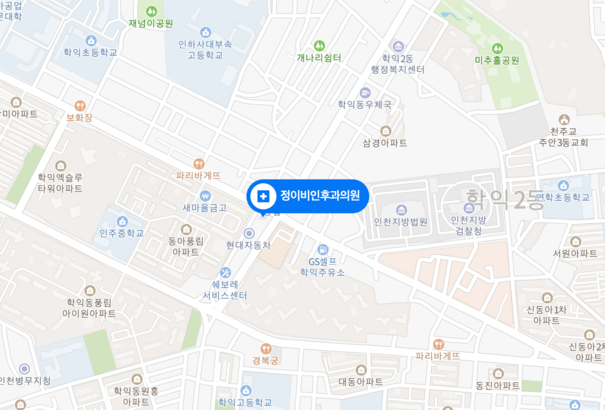 재넘이공원
인하사대부속
고등학교
학익초등학교
개나리쉼터
학익2동
행정복지센터
미추홀공원
학익동우체국
보화장
삼경아파트
천주교
주안3동교회
학익엑슬루
타워아파트
파리바게뜨
정이비인후과의원
새마을금고
인주중학교
동아풍림
아파트
현대자동차
인천지방법원
인천지방
검찰청
학익2동
연학초등학교
GS셀프
학익주유소
서원아파트
쉐보레
서비스센터
학익동풍림
아이원아파트
신동아1차
아파트
신동아2차
아파트
경복궁
파리바게뜨
인천병무지청
학익동원흥
아파트
학익고등학교
대동아파트
동진아파트